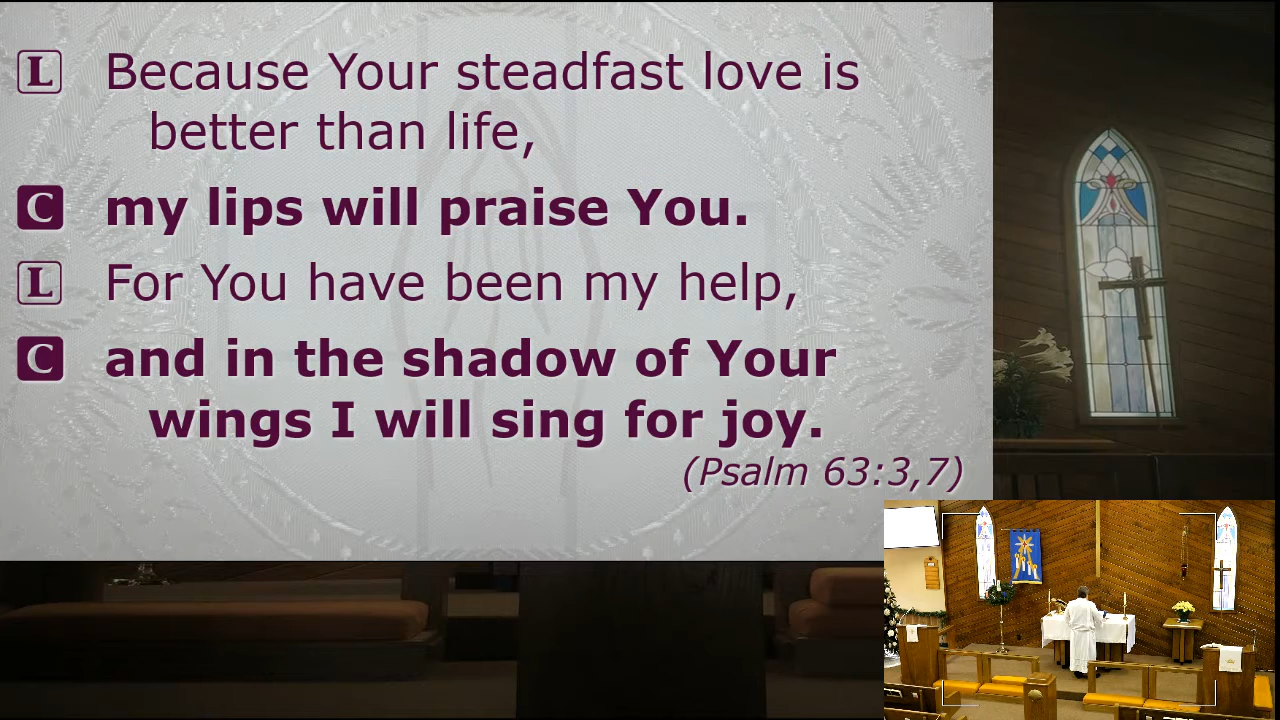 L Because Your steadfast love is
better than life,
C my lips will praise You.
L For You have been my help,
C and in the shadow of Your
wings I will sing for joy.
(Psalm 63:3,7)